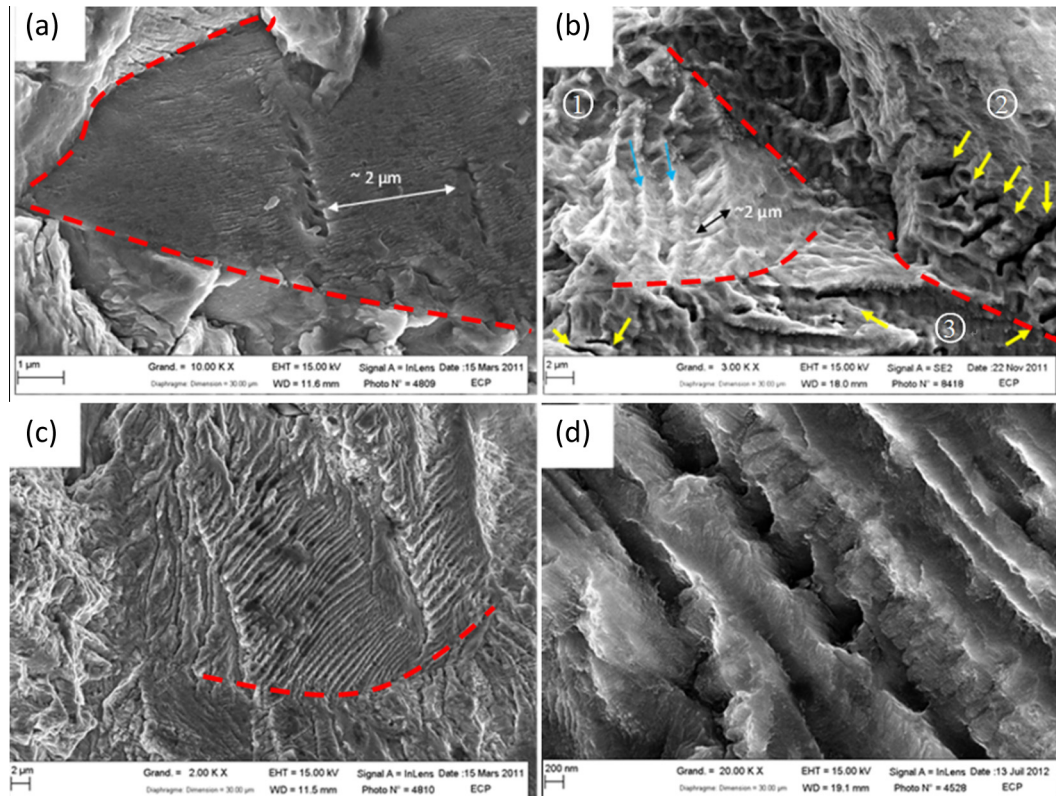 (a)
~ 2 µm
1 µm
Grand. = 10.00 K X EHT = 15.00 kV Signal A = InLens Date :15 Mars 2011
Diaphragme: Dimension = 30.00 µm WD = 11.6 mm Photo N° = 4809 ECP
(b)
①
②
~2 µm
③
2 µm
Grand. = 3.00 K X EHT = 15.00 kV Signal A = SE2 Date :22 Nov 2011
Diaphragme: Dimension = 30.00 µm WD = 18.0 mm Photo N° = 8418 ECP
(c)
2 µm
Grand. = 2.00 K X EHT = 15.00 kV Signal A = InLens Date :15 Mars 2011
Diaphragme: Dimension = 30.00 µm WD = 11.5 mm Photo N° = 4810 ECP
(d)
200 nm
Grand. = 20.00 K X EHT = 15.00 kV Signal A = InLens Date :13 Juil 2012
Diaphragme: Dimension = 30.00 µm WD = 19.1 mm Photo N° = 4528 ECP